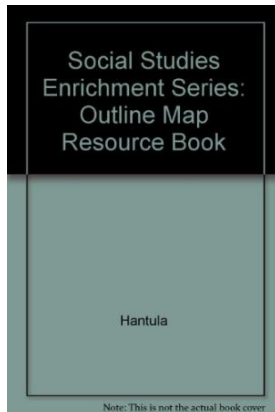 Social Studies
Enrichment Series:
Outline Map
Resource Book
Hantula
Note: This is not the actual book cover